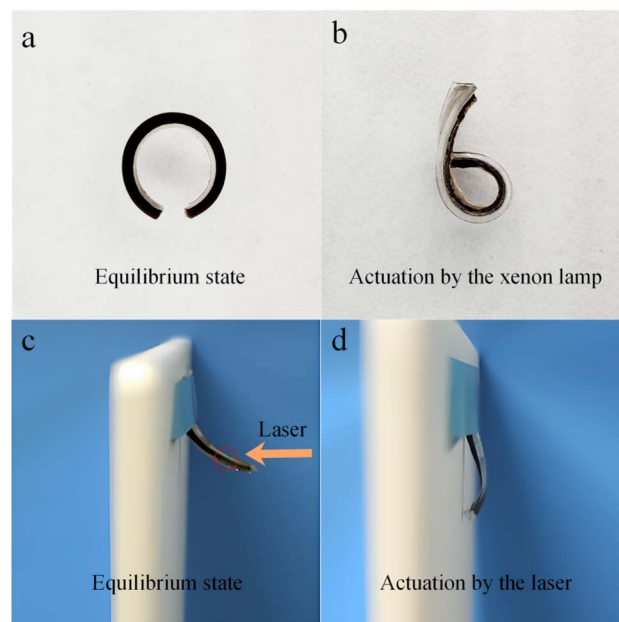 a
b
Equilibrium state
Actuation by the xenon lamp
c
d
Laser
Equilibrium state
Actuation by the laser